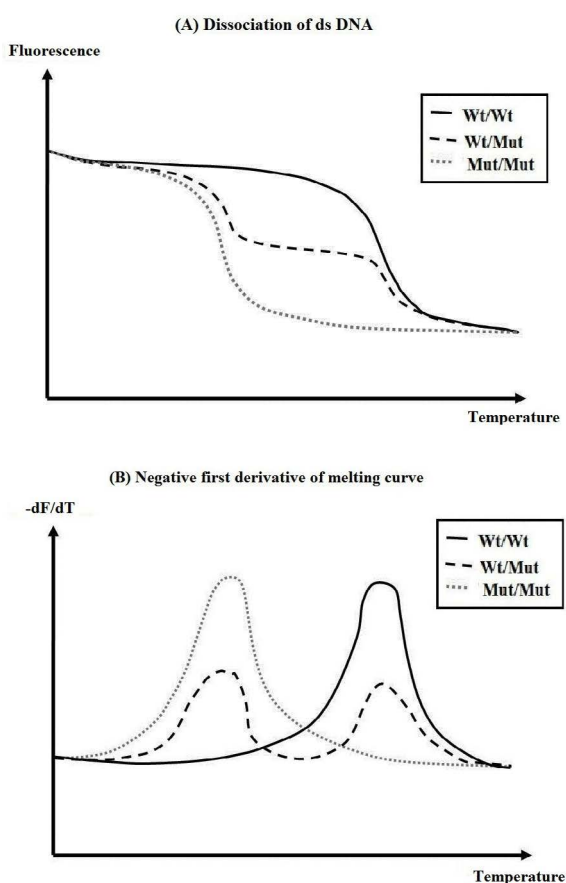 (A) Dissociation of ds DNA
Fluorescence
Wt/Wt
Wt/Mut
Mut/Mut
Temperature
(B) Negative first derivative of melting curve
-dF/dT
Wt/Wt
Wt/Mut
Mut/Mut
Temperature